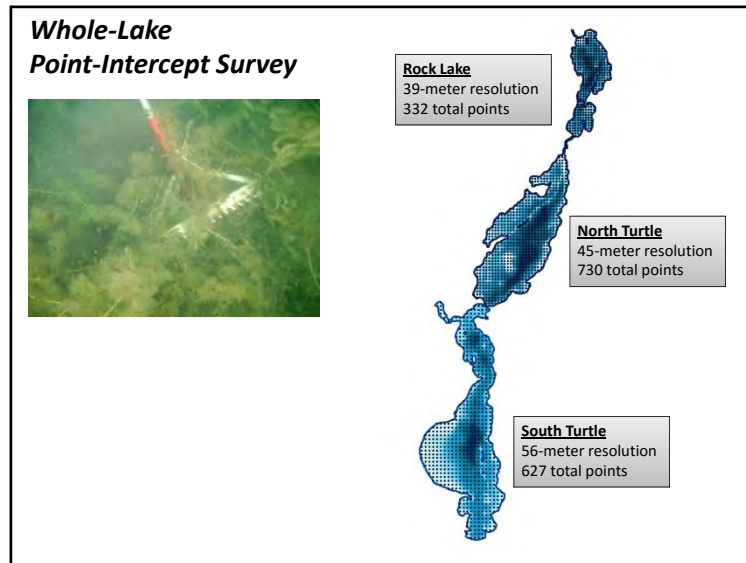 Whole-Lake
Point-Intercept Survey
Rock Lake
39-meter resolution
332 total points
North Turtle
45-meter resolution
730 total points
South Turtle
56-meter resolution
627 total points